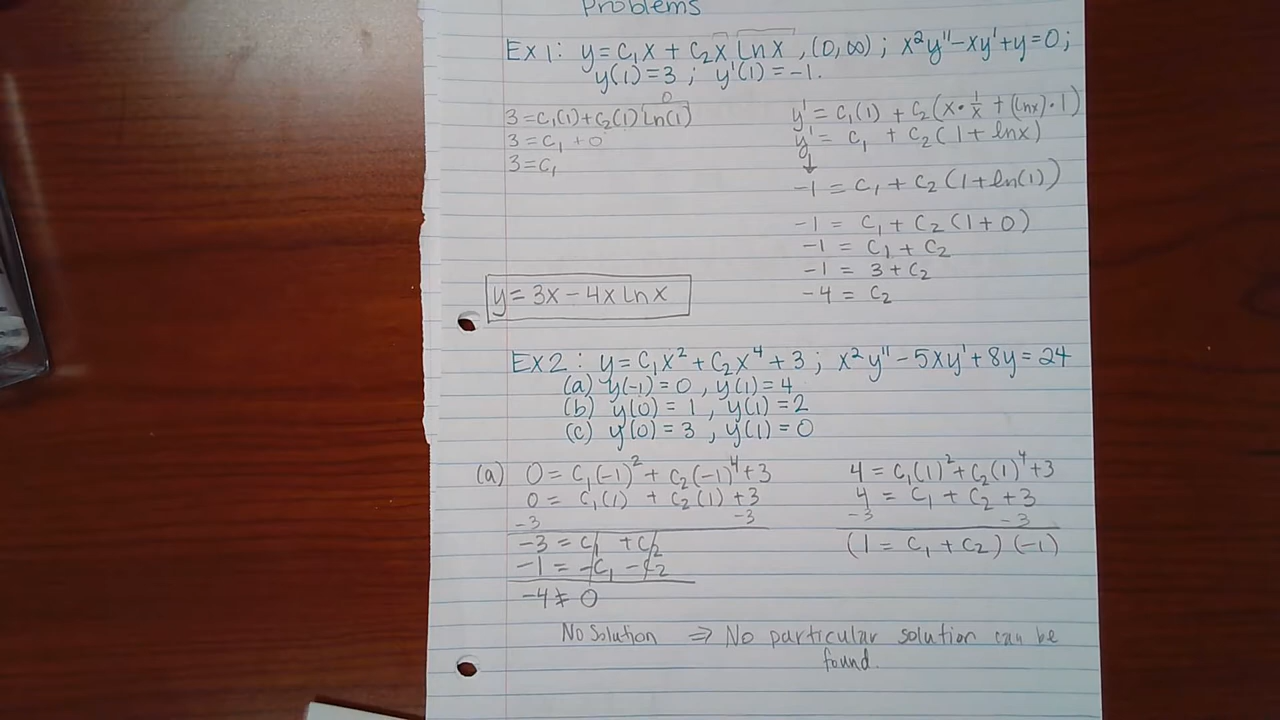 Problems
Ex 1: y = c₁x + c₂x ln x, (0, ∞) ; x²y'' - xy' + y = 0 ;
y(1) = 3 ; y'(1) = -1.
0
3 = c₁(1) + c₂(1) ln(1)
3 = c₁ + 0
3 = c₁
y' = c₁(1) + c₂(x · 1/x + (ln x) · 1)
y' = c₁ + c₂(1 + ln x)
↓
-1 = c₁ + c₂(1 + ln(1))
-1 = c₁ + c₂(1 + 0)
-1 = c₁ + c₂
-1 = 3 + c₂
-4 = c₂
y = 3x - 4x ln x
Ex 2: y = c₁x² + c₂x⁴ + 3 ; x²y'' - 5xy' + 8y = 24
(a) y(-1) = 0, y(1) = 4
(b) y(0) = 1, y(1) = 2
(c) y(0) = 3, y(1) = 0
(a) 0 = c₁(-1)² + c₂(-1)⁴ + 3
0 = c₁(1) + c₂(1) + 3
-3 -3
-3 = c₁ + c₂
-1 = -c₁ - c₂
-4 ≠ 0
4 = c₁(1)² + c₂(1)⁴ + 3
4 = c₁ + c₂ + 3
-3 -3
(1 = c₁ + c₂)(-1)
No Solution ⇒ No particular solution can be
found.